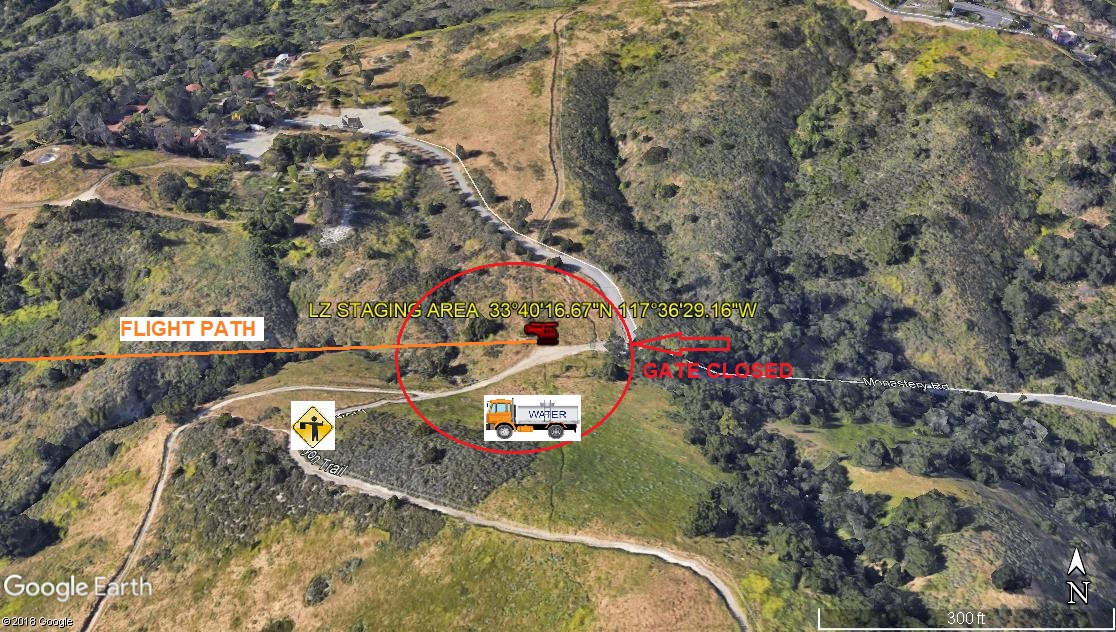 LZ STAGING AREA 33°40'16.67"N 117°36'29.16"W
FLIGHT PATH
GATE CLOSED
Monastery Rd
WATER
Trail
Google Earth
©2018 Google
N
300 ft